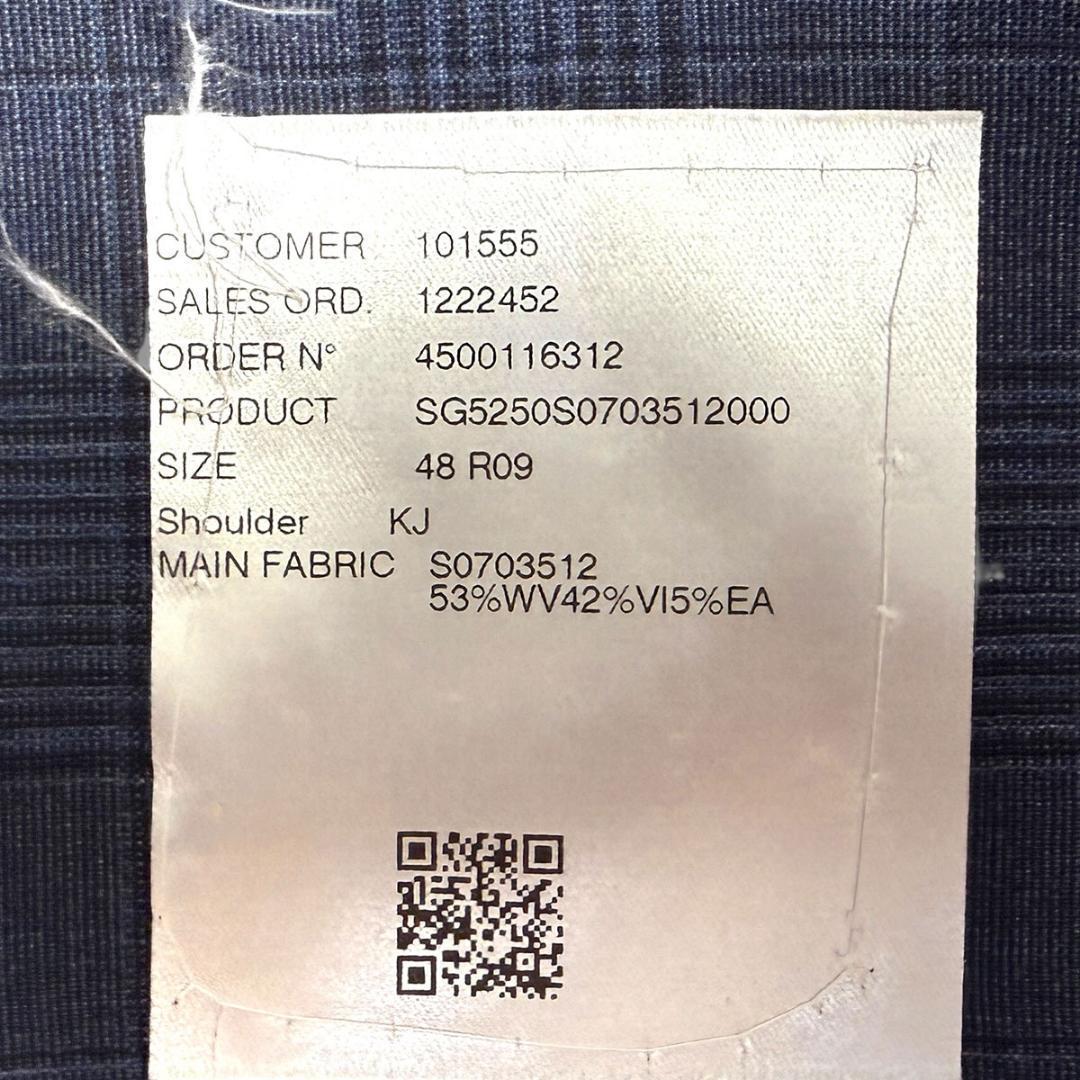 CUSTOMER 101555
SALES ORD. 1222452
ORDER N° 4500116312
PRODUCT SG5250S0703512000
SIZE 48 R09
Shoulder KJ
MAIN FABRIC S0703512
53%WV42%VI5%EA